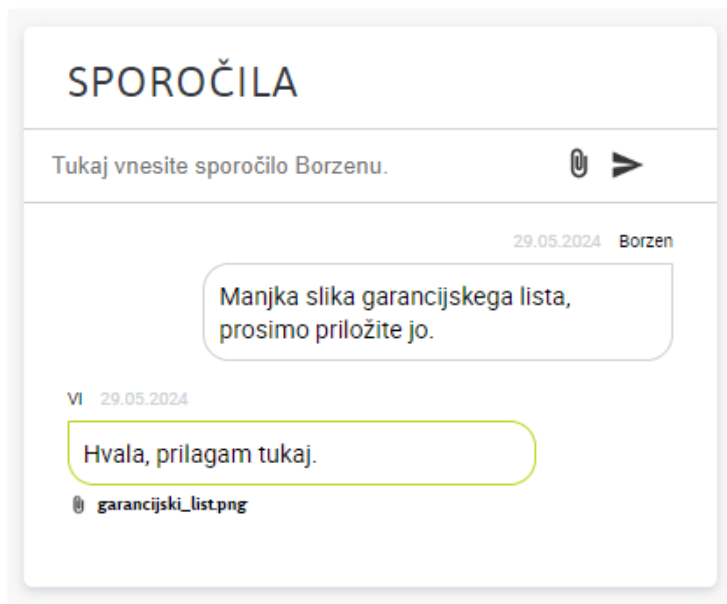 SPOROČILA
Tukaj vnesite sporočilo Borzenu.
29.05.2024 Borzen
Manjka slika garancijskega lista,
prosimo priložite jo.
VI 29.05.2024
Hvala, prilagam tukaj.
garancijski_list.png